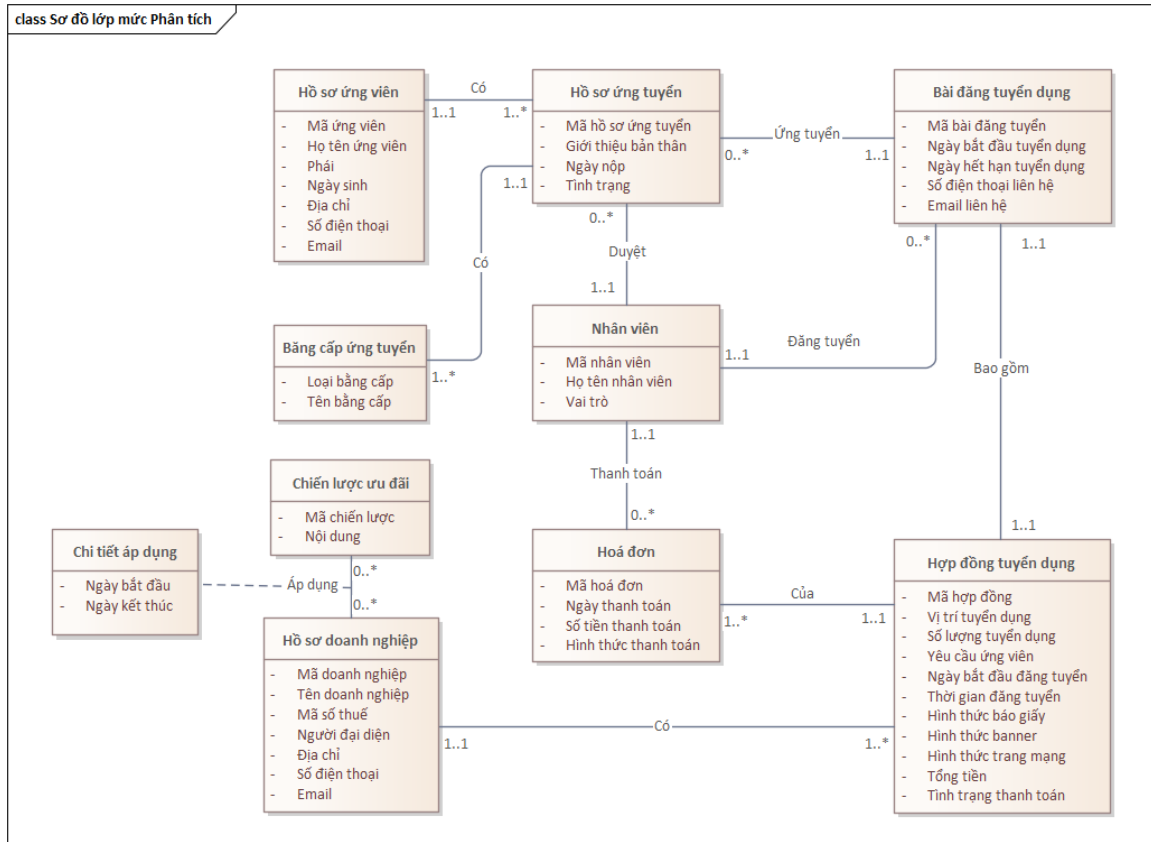 class Sơ đồ lớp mức Phân tích
Hồ sơ ứng viên
- Mã ứng viên
- Họ tên ứng viên
- Phái
- Ngày sinh
- Địa chỉ
- Số điện thoại
- Email
Có
1..1
1..*
Hồ sơ ứng tuyển
- Mã hồ sơ ứng tuyển
- Giới thiệu bản thân
- Ngày nộp
- Tình trạng
Ứng tuyển
0..*
1..1
Bài đăng tuyển dụng
- Mã bài đăng tuyển
- Ngày bắt đầu tuyển dụng
- Ngày hết hạn tuyển dụng
- Số điện thoại liên hệ
- Email liên hệ
1..1
Có
1..*
0..*
Duyệt
1..1
0..*
Đăng tuyển
1..1
1..1
Bao gồm
1..1
Băng cấp ứng tuyển
- Loại bằng cấp
- Tên bằng cấp
Nhân viên
- Mã nhân viên
- Họ tên nhân viên
- Vai trò
1..1
Thanh toán
0..*
Chiến lược ưu đãi
- Mã chiến lược
- Nội dung
Chi tiết áp dụng
- Ngày bắt đầu
- Ngày kết thúc
0..*
Áp dụng
0..*
Hoá đơn
- Mã hoá đơn
- Ngày thanh toán
- Số tiền thanh toán
- Hình thức thanh toán
Của
1..*
1..1
Hợp đồng tuyển dụng
- Mã hợp đồng
- Vị trí tuyển dụng
- Số lượng tuyển dụng
- Yêu cầu ứng viên
- Ngày bắt đầu đăng tuyển
- Thời gian đăng tuyển
- Hình thức báo giấy
- Hình thức banner
- Hình thức trang mạng
- Tổng tiền
- Tình trạng thanh toán
Hồ sơ doanh nghiệp
- Mã doanh nghiệp
- Tên doanh nghiệp
- Mã số thuế
- Người đại diện
- Địa chỉ
- Số điện thoại
- Email
Có
1..1
1..*